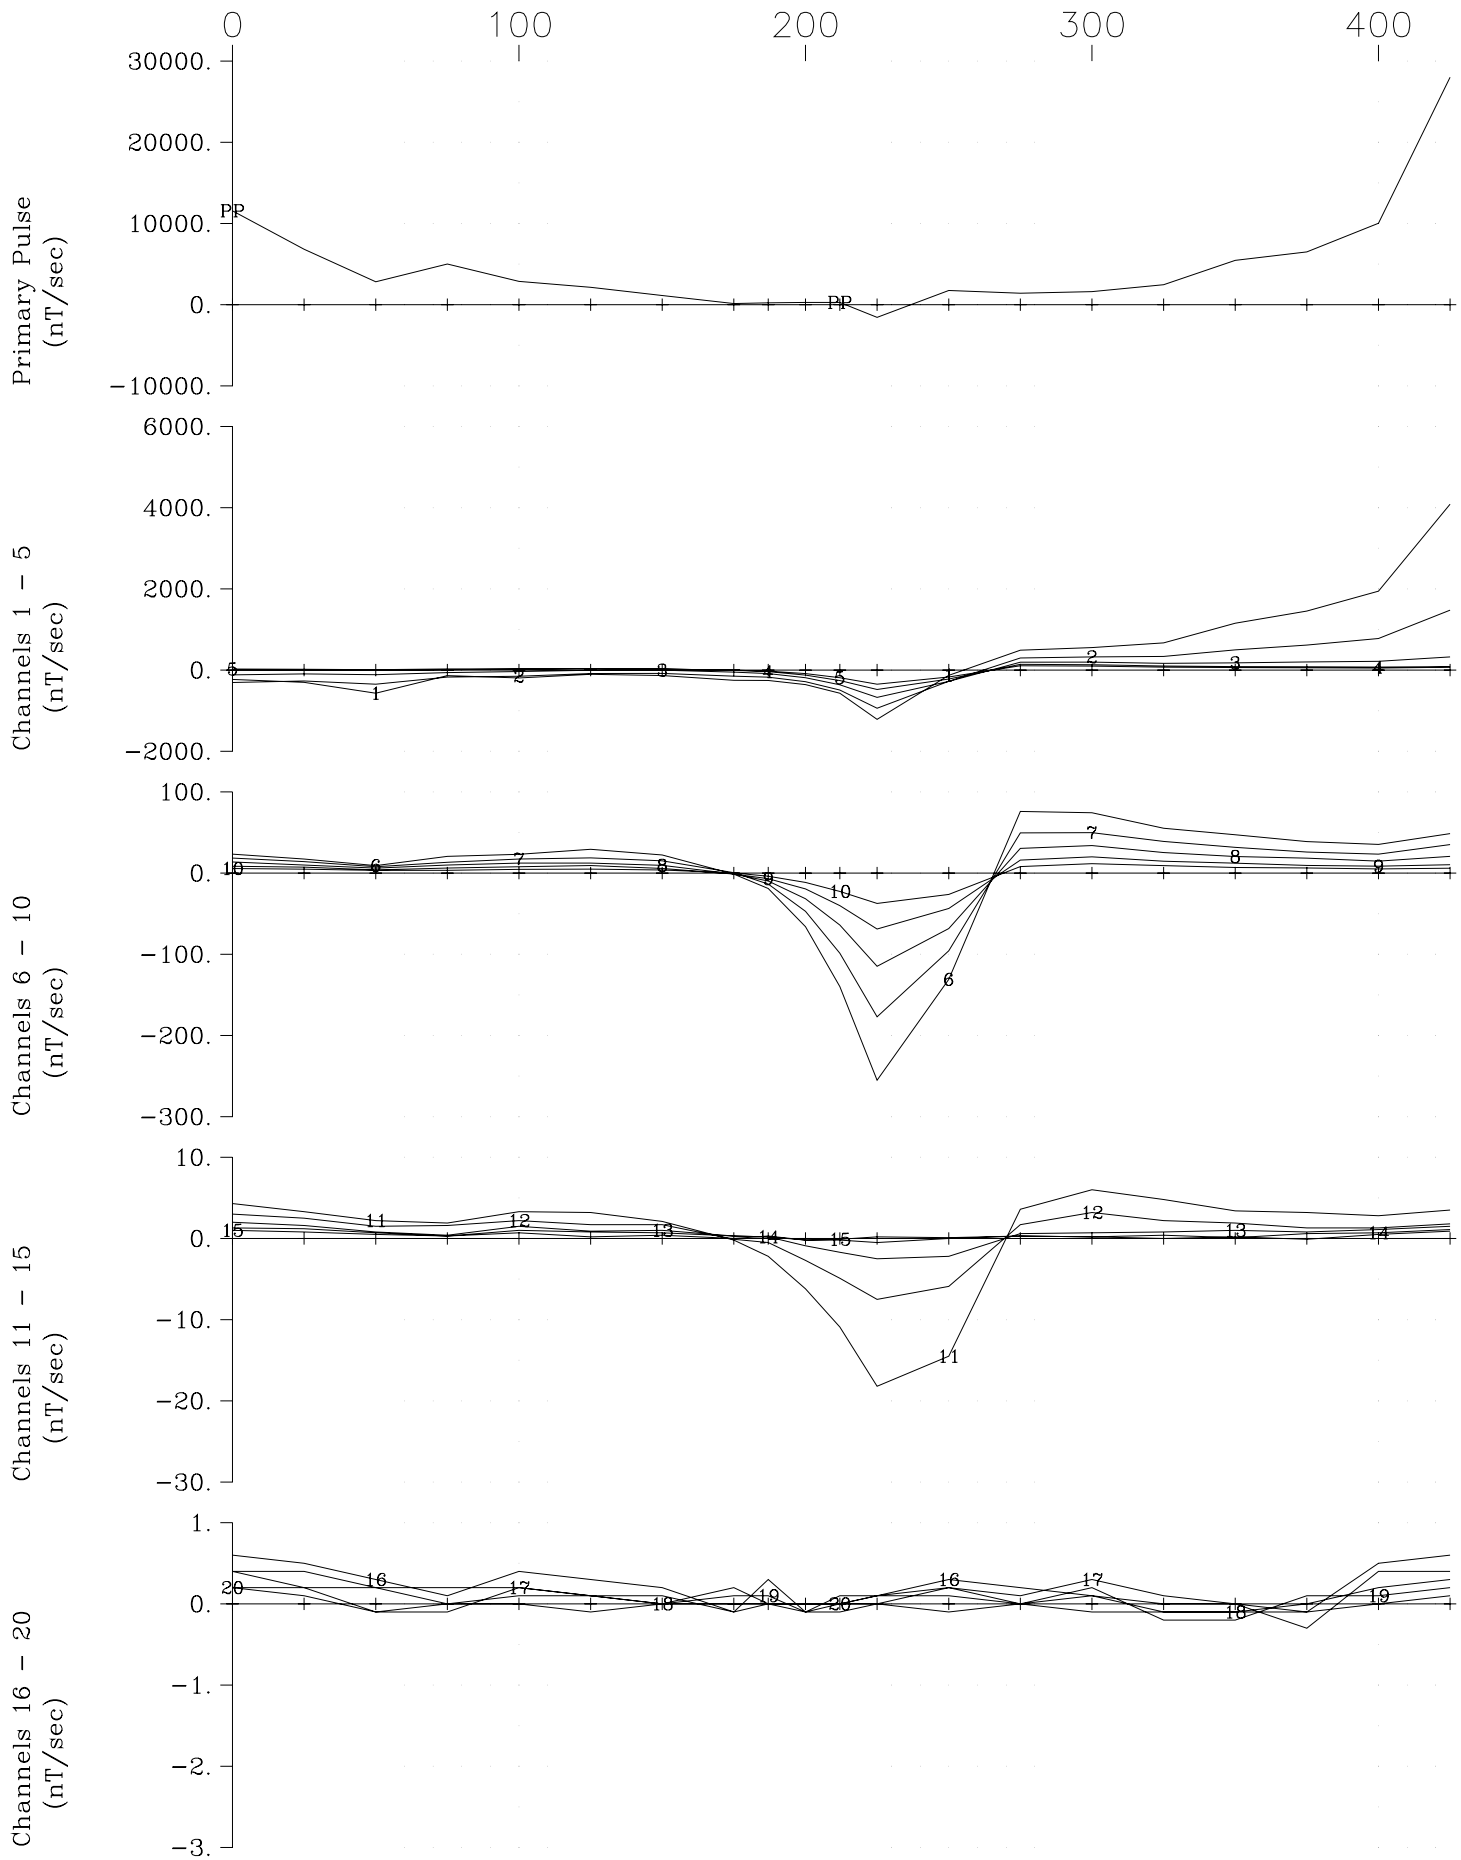 0 100 200 300 400
30000.
20000.
10000.
0.
-10000.
Primary Pulse
(nT/sec)
PP PP
6000.
4000.
2000.
0.
-2000.
Channels 1 - 5
(nT/sec)
5 1 2 3 4 5 1 2 3 4
100.
0.
-100.
-200.
-300.
Channels 6 - 10
(nT/sec)
10 6 7 8 9 10 6 7 8 9
10.
0.
-10.
-20.
-30.
Channels 11 - 15
(nT/sec)
15 11 12 13 14 15 11 12 13 14
1.
0.
-1.
-2.
-3.
Channels 16 - 20
(nT/sec)
20 16 17 18 19 20 16 17 18 19